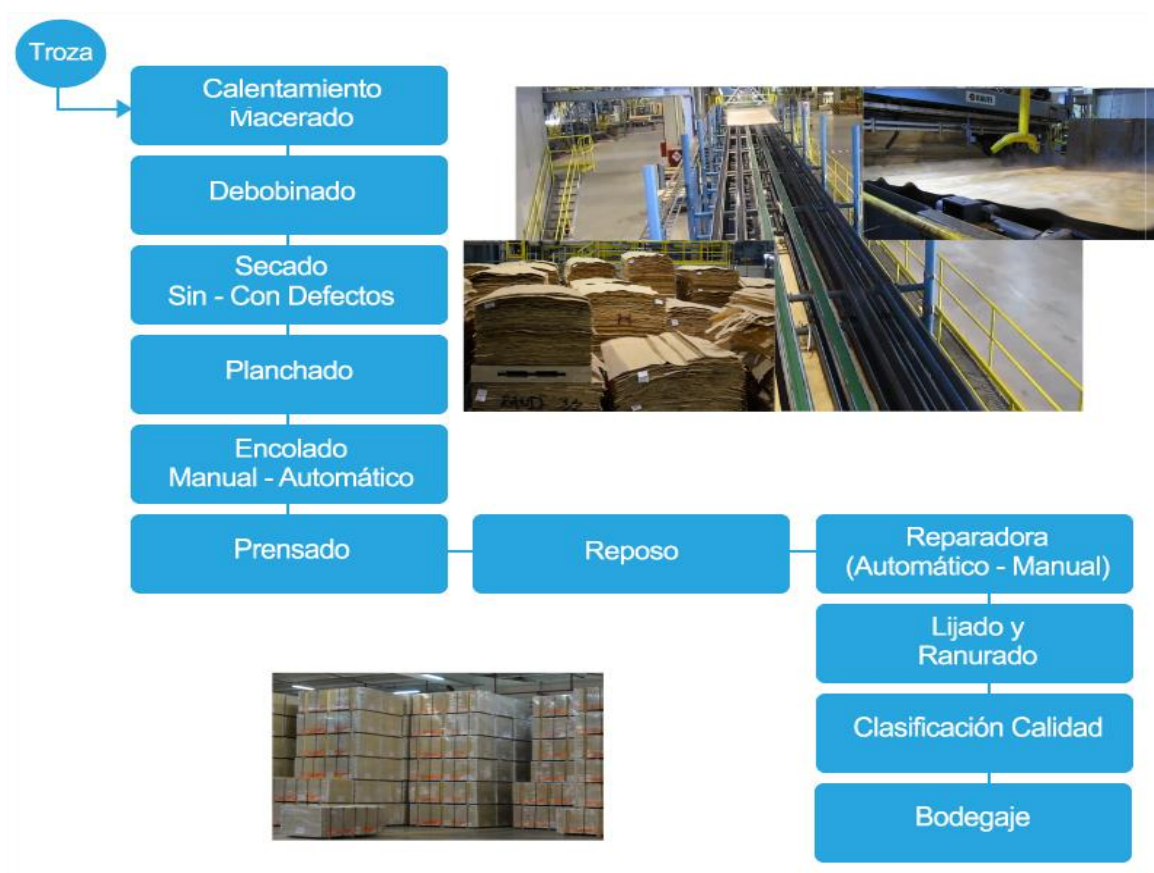 Troza
Calentamiento
Macerado
Debobinado
Secado
Sin - Con Defectos
Planchado
Encolado
Manual - Automático
Prensado
Reposo
Reparadora
(Automático - Manual)
Lijado y
Ranurado
Clasificación Calidad
Bodegaje